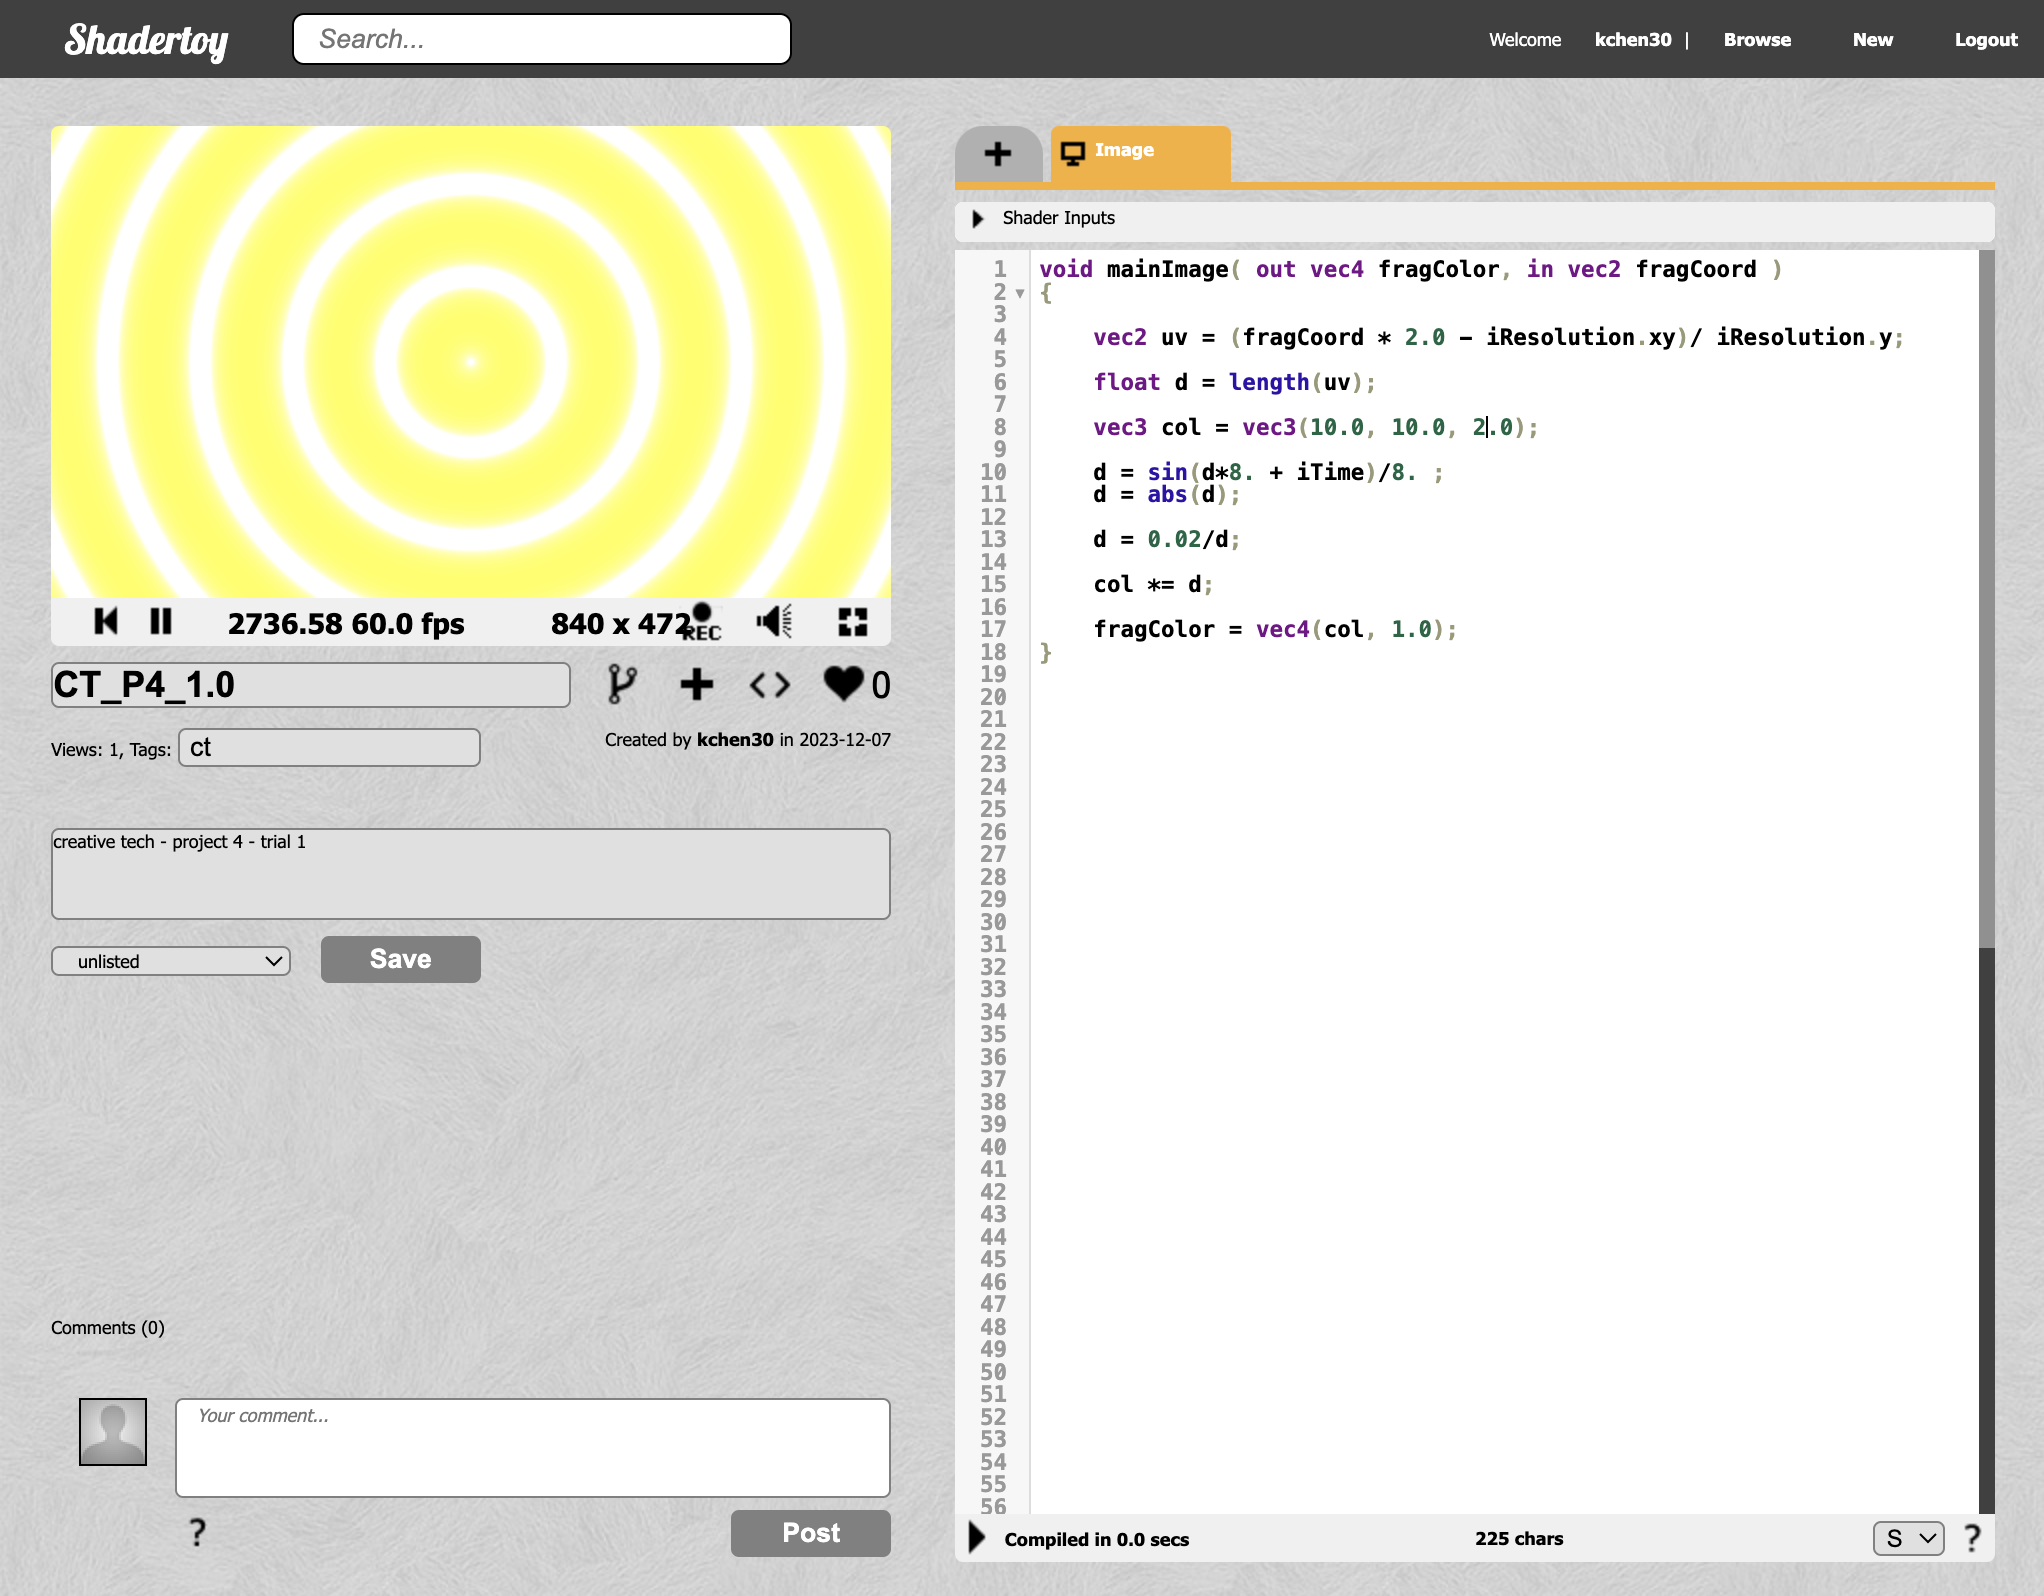 Shadertoy
Search...
Welcome kchen30 | Browse New Logout
Image
Shader Inputs
1 void mainImage( out vec4 fragColor, in vec2 fragCoord )
2 {
3
4 vec2 uv = (fragCoord * 2.0 - iResolution.xy)/ iResolution.y;
5
6 float d = length(uv);
7
8 vec3 col = vec3(10.0, 10.0, 2.0);
9
10 d = sin(d*8. + iTime)/8. ;
11 d = abs(d);
12
13 d = 0.02/d;
14
15 col *= d;
16
17 fragColor = vec4(col, 1.0);
18 }
19
20
21
22
23
24
25
26
27
28
29
30
31
32
33
34
35
36
37
38
39
40
41
42
43
44
45
46
47
48
49
50
51
52
53
54
55
56
Compiled in 0.0 secs 225 chars S ?
2736.58 60.0 fps 840 x 472 REC
CT_P4_1.0
0
Views: 1, Tags: ct
Created by kchen30 in 2023-12-07
creative tech - project 4 - trial 1
unlisted Save
Comments (0)
Your comment...
? Post